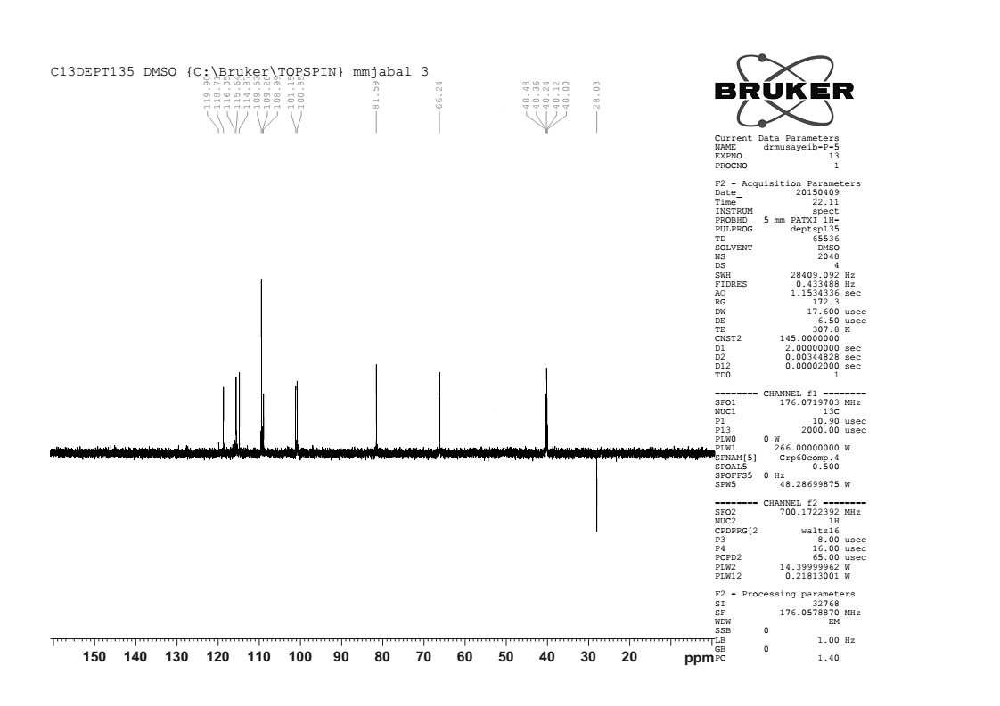 C13DEPT135 DMSO {C:\Bruker\TOPSPIN} mmjabal 3
119.90
118.71
116.05
115.64
114.87
109.53
109.20
108.99
101.15
100.85
81.59
66.24
40.48
40.36
40.24
40.12
40.00
28.03
BRUKER
Current Data Parameters
NAME drmusayeib-P-5
EXPNO 13
PROCNO 1
F2 - Acquisition Parameters
Date_ 20150409
Time 22.11
INSTRUM spect
PROBHD 5 mm PATXI 1H-
PULPROG deptsp135
TD 65536
SOLVENT DMSO
NS 2048
DS 4
SWH 28409.092 Hz
FIDRES 0.433488 Hz
AQ 1.1534336 sec
RG 172.3
DW 17.600 usec
DE 6.50 usec
TE 307.8 K
CNST2 145.0000000
D1 2.00000000 sec
D2 0.00344828 sec
D12 0.00002000 sec
TD0 1
======== CHANNEL f1 ========
SFO1 176.0719703 MHz
NUC1 13C
P1 10.90 usec
P13 2000.00 usec
PLW0 0 W
PLW1 266.00000000 W
SPNAM[5] Crp60comp.4
SPOAL5 0.500
SPOFFS5 0 Hz
SPW5 48.28699875 W
======== CHANNEL f2 ========
SFO2 700.1722392 MHz
NUC2 1H
CPDPRG[2 waltz16
P3 8.00 usec
P4 16.00 usec
PCPD2 65.00 usec
PLW2 14.39999962 W
PLW12 0.21813001 W
F2 - Processing parameters
SI 32768
SF 176.0578870 MHz
WDW EM
SSB 0
LB 1.00 Hz
GB 0
PC 1.40
150 140 130 120 110 100 90 80 70 60 50 40 30 20 ppm